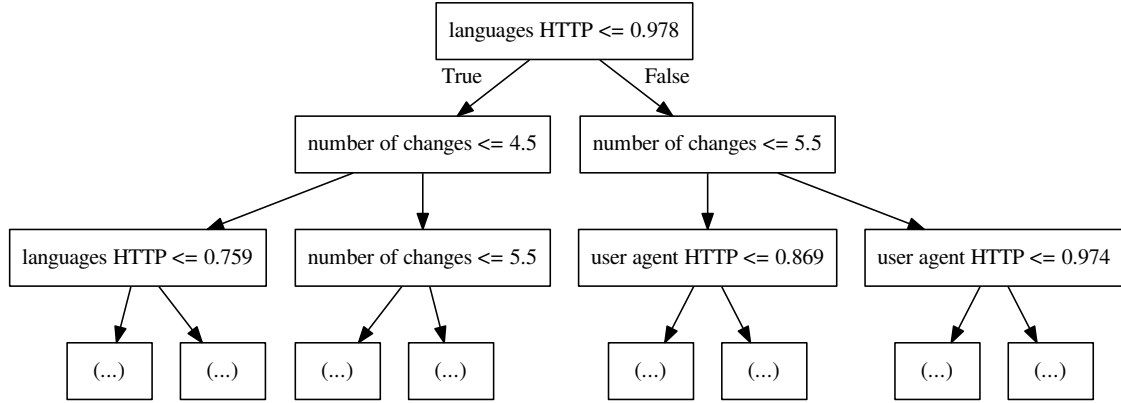 languages HTTP <= 0.978
True
False
number of changes <= 4.5
number of changes <= 5.5
languages HTTP <= 0.759
number of changes <= 5.5
user agent HTTP <= 0.869
user agent HTTP <= 0.974
(...)
(...)
(...)
(...)
(...)
(...)
(...)
(...)